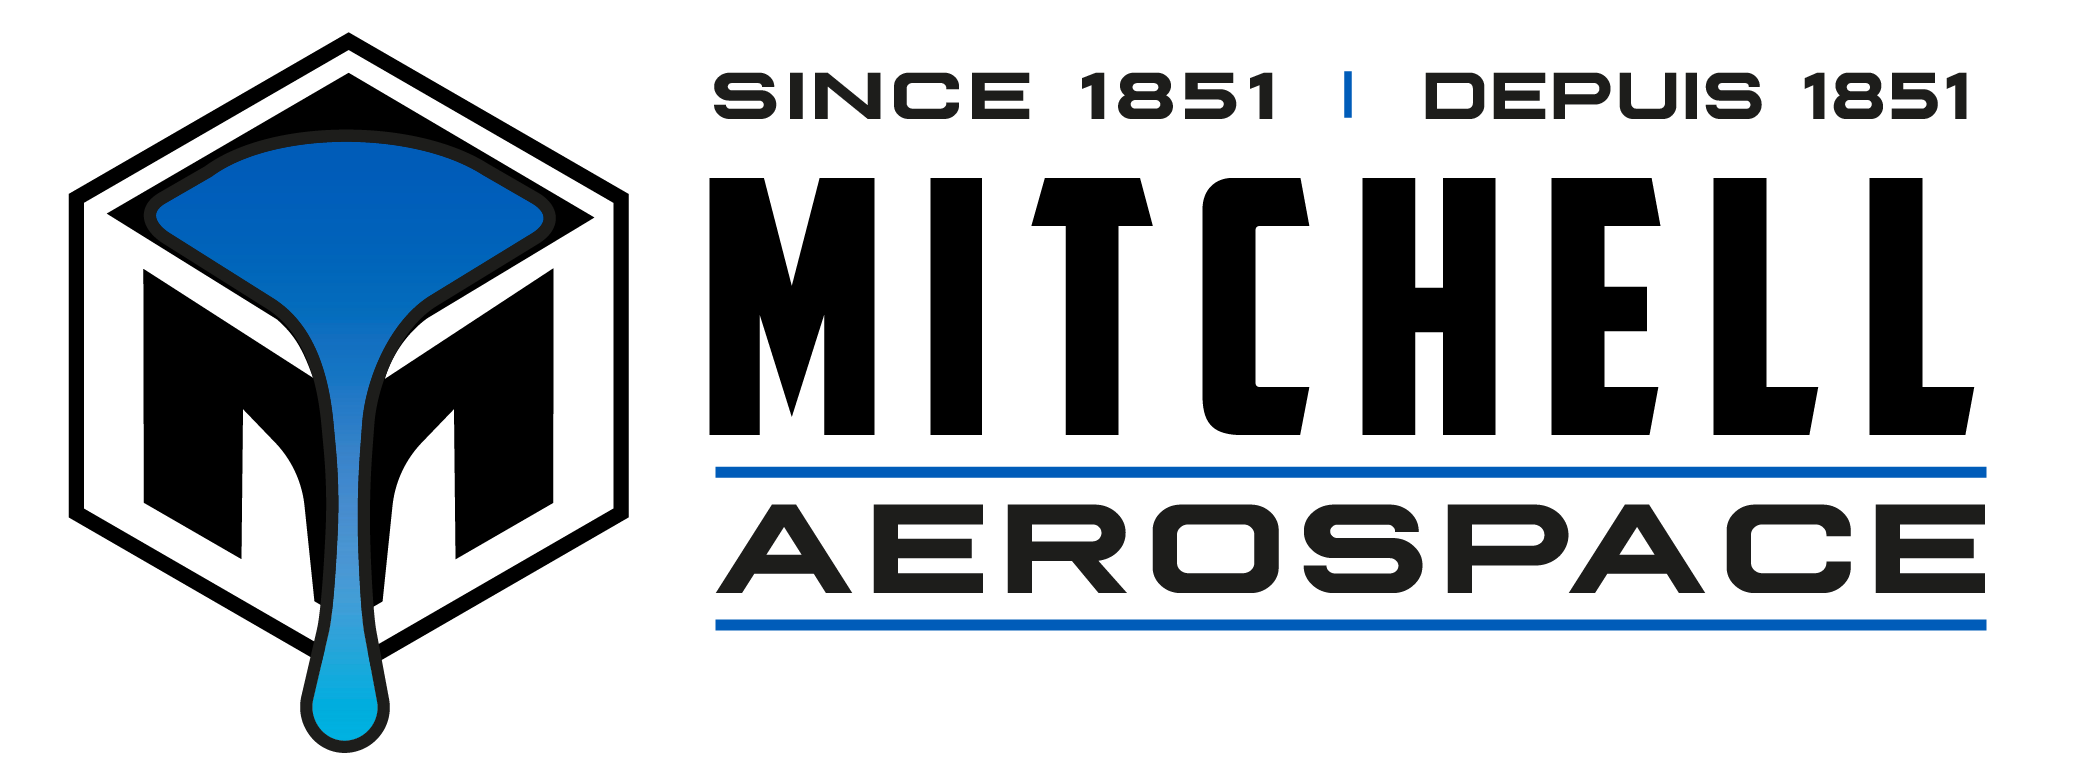 SINCE 1851 | DEPUIS 1851
MITCHELL
AEROSPACE